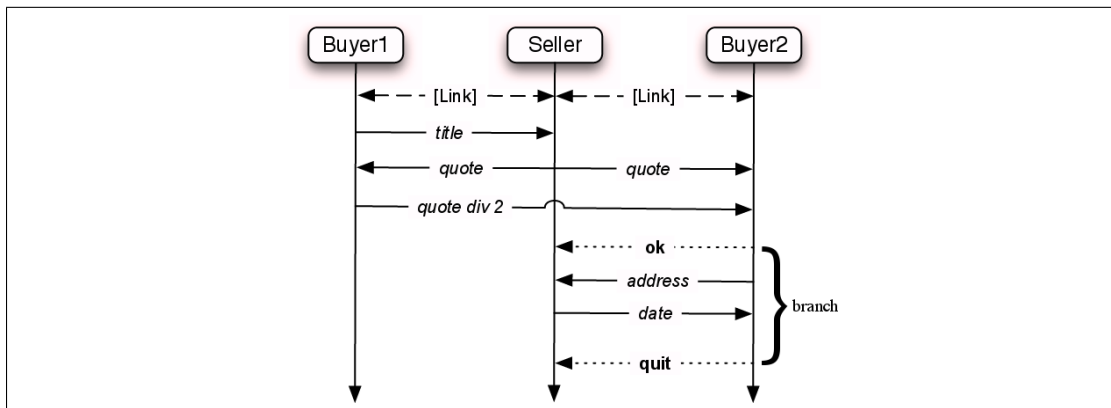 Buyer1 Seller Buyer2
[Link] [Link]
title
quote quote
quote div 2
ok
address
branch
date
quit